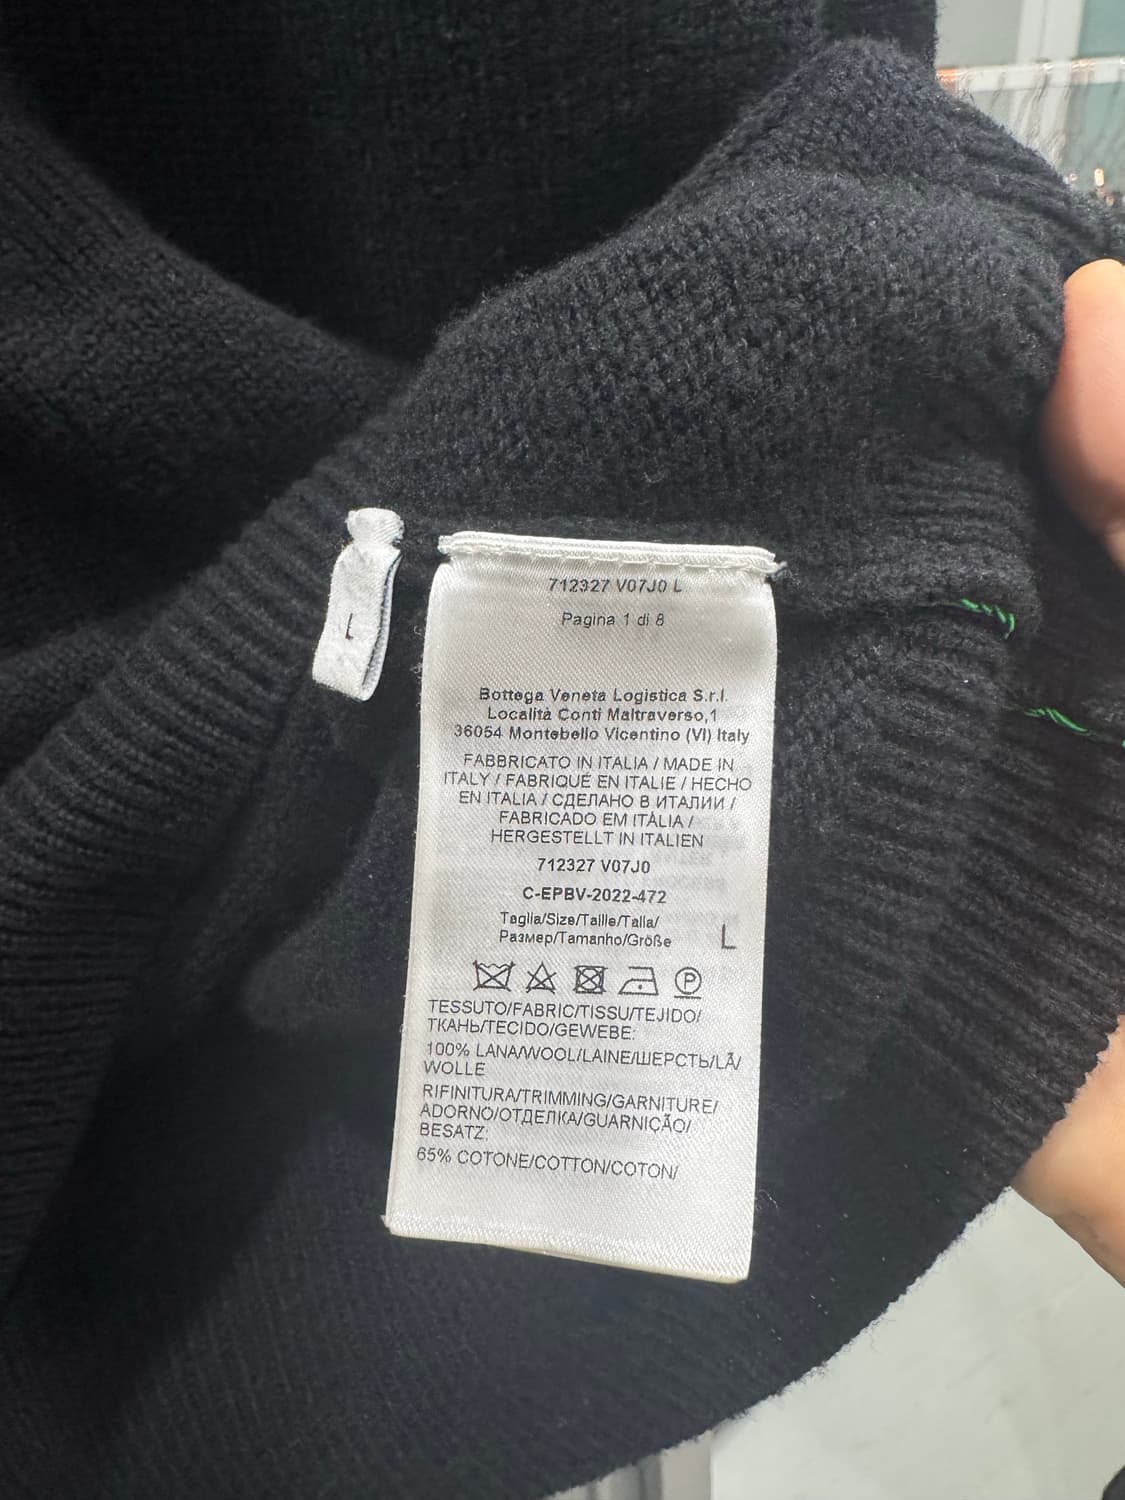 L
712327 V07J0 L
Pagina 1 di 8
Bottega Veneta Logistica S.r.l.
Località Conti Maltraverso,1
36054 Montebello Vicentino (VI) Italy
FABBRICATO IN ITALIA / MADE IN
ITALY / FABRIQUÉ EN ITALIE / HECHO
EN ITALIA / СДЕЛАНО В ИТАЛИИ /
FABRICADO EM ITÁLIA /
HERGESTELLT IN ITALIEN
712327 V07J0
C-EPBV-2022-472
Taglia/Size/Taille/Talla/
Размер/Tamanho/Größe L
P
TESSUTO/FABRIC/TISSU/TEJIDO/
ТКАНЬ/TECIDO/GEWEBE:
100% LANA/WOOL/LAINE/ШЕРСТЬ/LÃ/
WOLLE
RIFINITURA/TRIMMING/GARNITURE/
ADORNO/ОТДЕЛКА/GUARNIÇÃO/
BESATZ:
65% COTONE/COTTON/COTON/